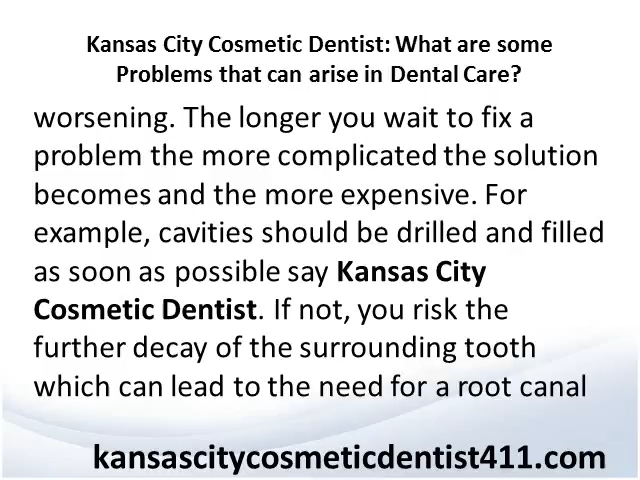 Kansas City Cosmetic Dentist: What are some
Problems that can arise in Dental Care?
worsening. The longer you wait to fix a
problem the more complicated the solution
becomes and the more expensive. For
example, cavities should be drilled and filled
as soon as possible say Kansas City
Cosmetic Dentist. If not, you risk the
further decay of the surrounding tooth
which can lead to the need for a root canal
kansascitycosmeticdentist411.com